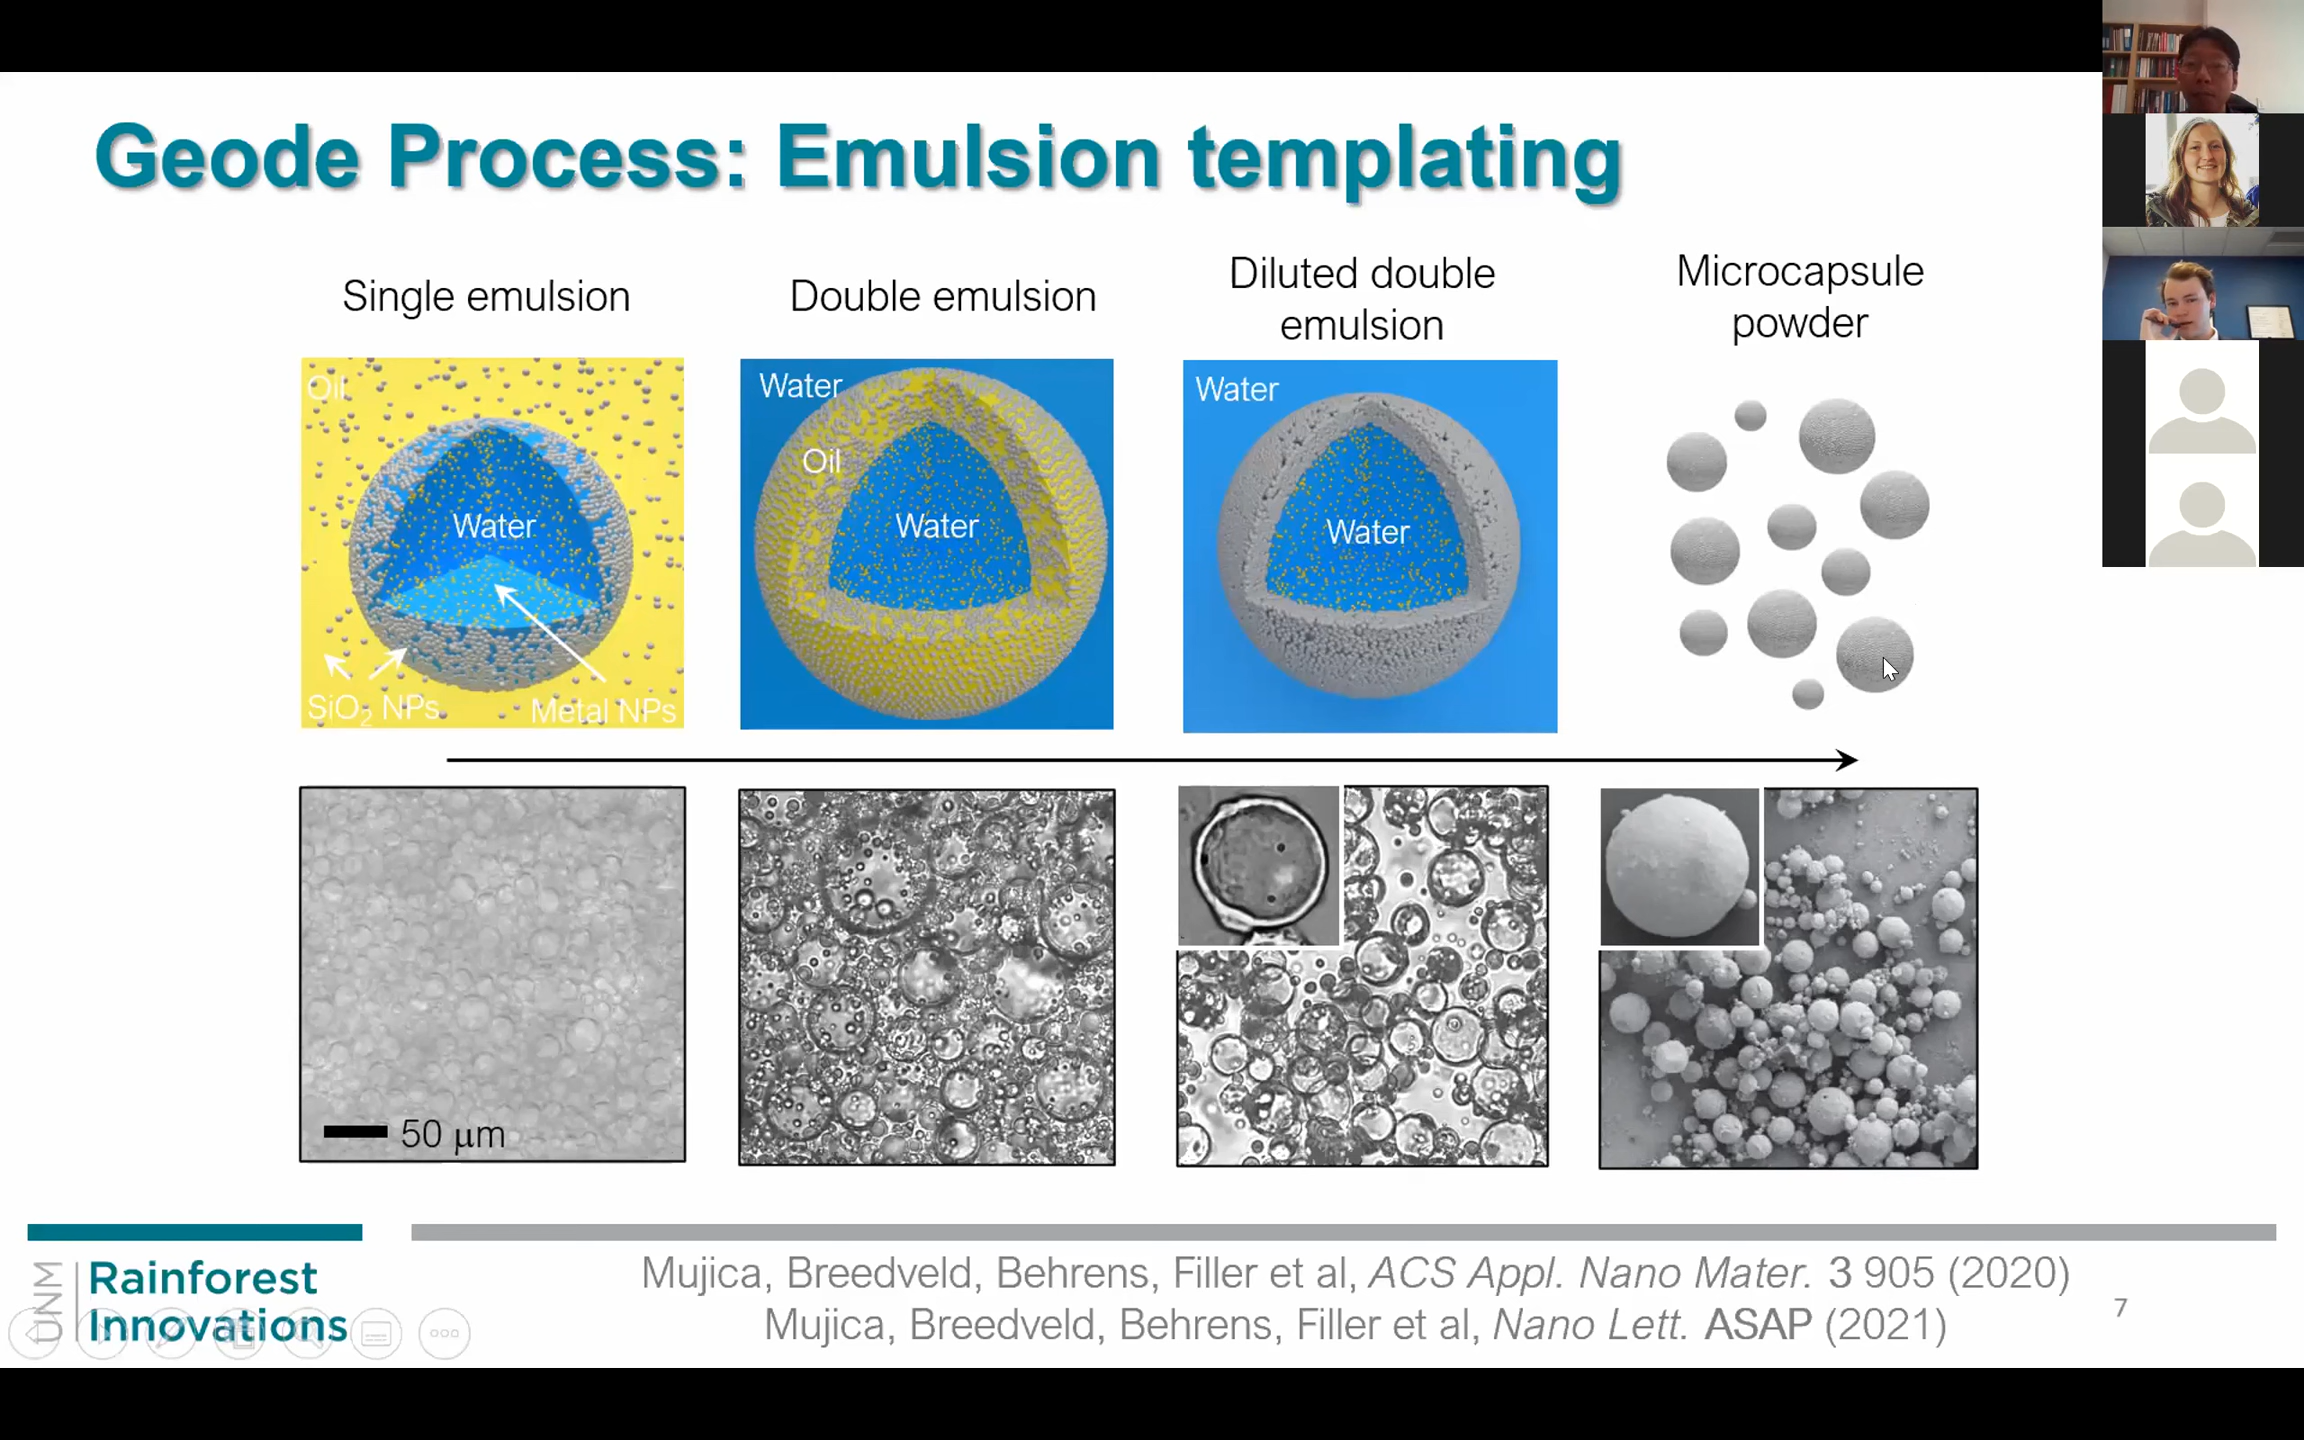 Geode Process: Emulsion templating
Single emulsion
Double emulsion
Diluted double
emulsion
Microcapsule
powder
Oil
Water
SiO₂ NPs
Metal NPs
Water
Oil
Water
Water
Water
50 μm
UNM
Rainforest
Innovations
Mujica, Breedveld, Behrens, Filler et al, ACS Appl. Nano Mater. 3 905 (2020)
Mujica, Breedveld, Behrens, Filler et al, Nano Lett. ASAP (2021)
7